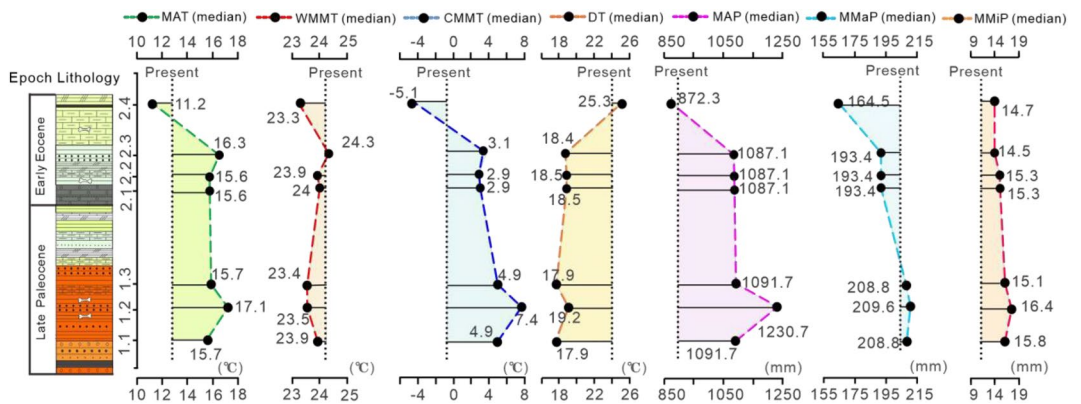 MAT (median) WMMT (median) CMMT (median) DT (median) MAP (median) MMaP (median) MMiP (median)
10 12 14 16 18 23 24 25 -4 0 4 8 16 18 20 22 24 26 850 1050 1250 155 175 195 215 9 14 19
Epoch Lithology Present Present Present Present Present Present Present
2.4 11.2 23.3 -5.1 25.3 872.3 164.5 14.7
Early Eocene
2.3 16.3 24.3 3.1 18.4 1087.1 193.4 14.5
2.2 15.6 23.9 2.9 18.5 1087.1 193.4 15.3
2.1 15.6 24 2.9 18.5 1087.1 193.4 15.3
Late Paleocene
1.3 15.7 23.4 4.9 17.9 1091.7 208.8 15.1
1.2 17.1 23.5 7.4 19.2 1230.7 209.6 16.4
1.1 15.7 23.9 4.9 17.9 1091.7 208.8 15.8
(℃) (℃) (℃) (mm) (mm) (mm)
10 12 14 16 18 23 24 25 -4 0 4 8 16 18 20 22 24 26 850 1050 1250 155 175 195 215 9 14 19